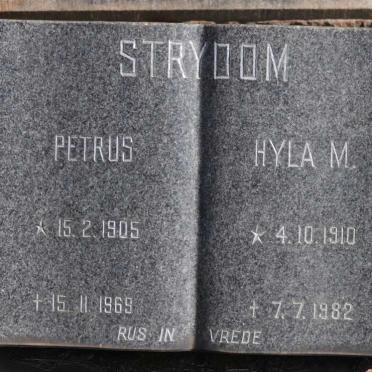 STRYDOM
PETRUS
* 15.2.1905
† 15.11.1969
HYLA M.
* 4.10.1910
† 7.7.1982
RUS IN VREDE